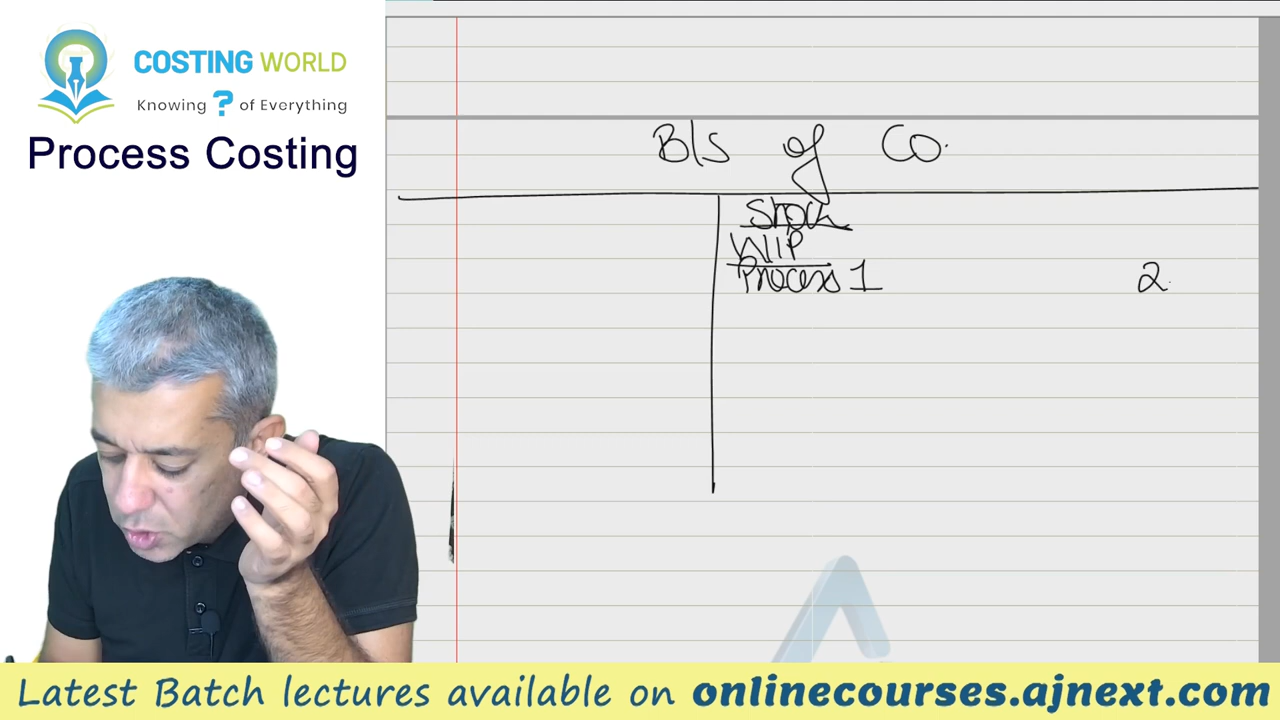 COSTING WORLD
Knowing ? of Everything
Process Costing
B/S of CO.
Stock
WIP
Process 1 2
Latest Batch lectures available on onlinecourses.ajnext.com